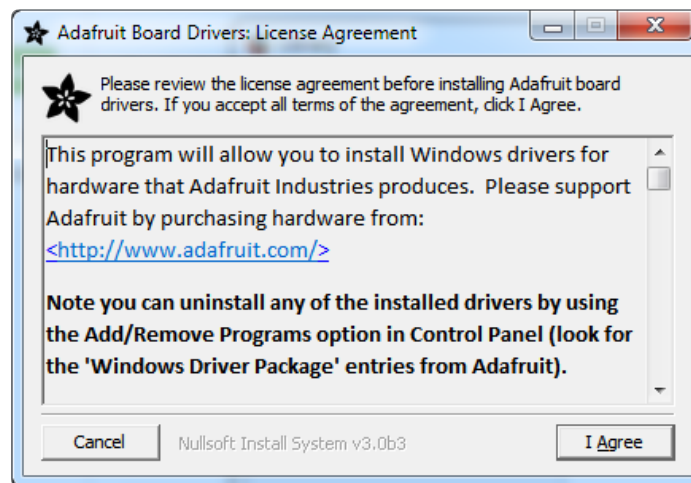 Adafruit Board Drivers: License Agreement
Please review the license agreement before installing Adafruit board
drivers. If you accept all terms of the agreement, click I Agree.
This program will allow you to install Windows drivers for
hardware that Adafruit Industries produces.  Please support
Adafruit by purchasing hardware from:
<http://www.adafruit.com/>
Note you can uninstall any of the installed drivers by using
the Add/Remove Programs option in Control Panel (look for
the 'Windows Driver Package' entries from Adafruit).
Cancel
Nullsoft Install System v3.0b3
I Agree